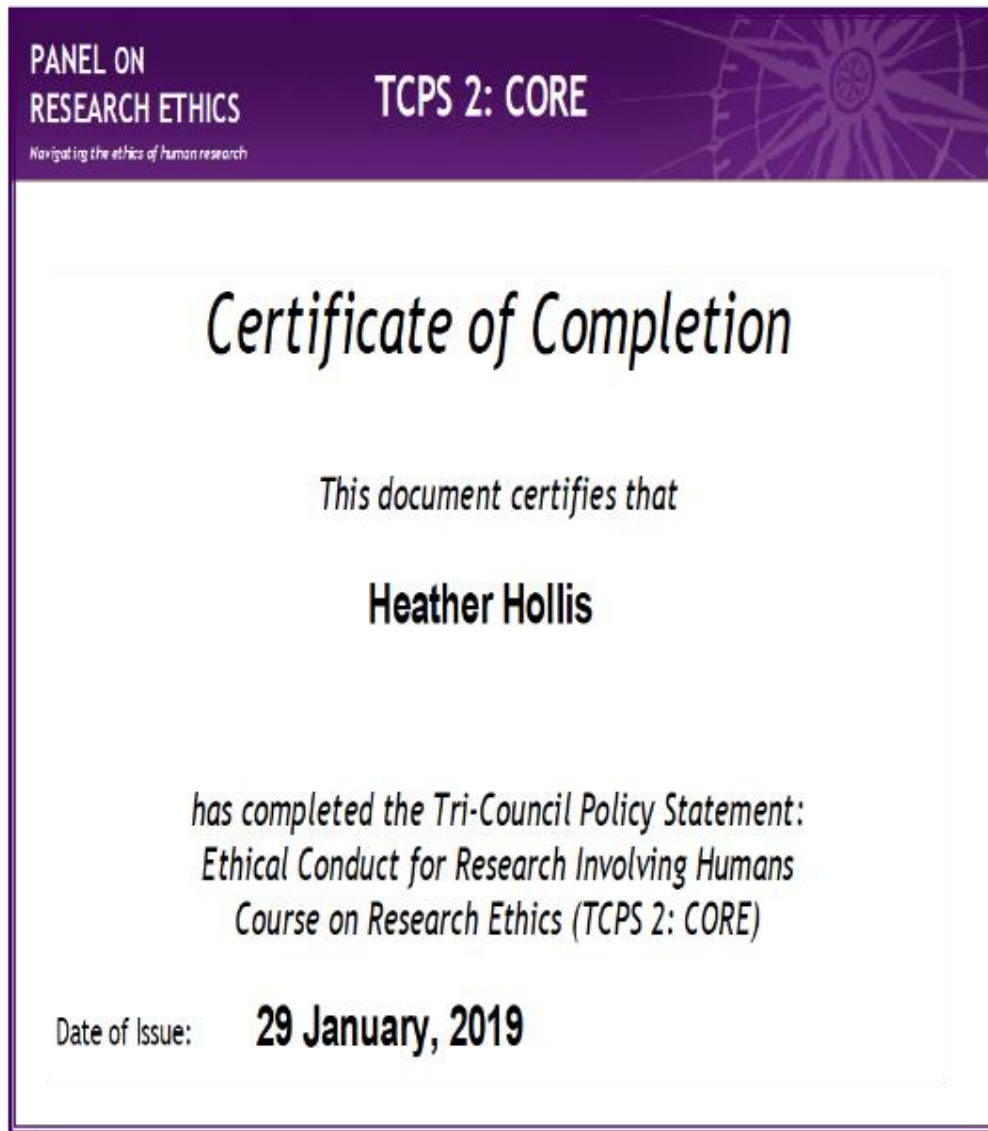 PANEL ON
RESEARCH ETHICS
Navigating the ethics of human research
TCPS 2: CORE
Certificate of Completion
This document certifies that
Heather Hollis
has completed the Tri-Council Policy Statement:
Ethical Conduct for Research Involving Humans
Course on Research Ethics (TCPS 2: CORE)
Date of Issue: 29 January, 2019